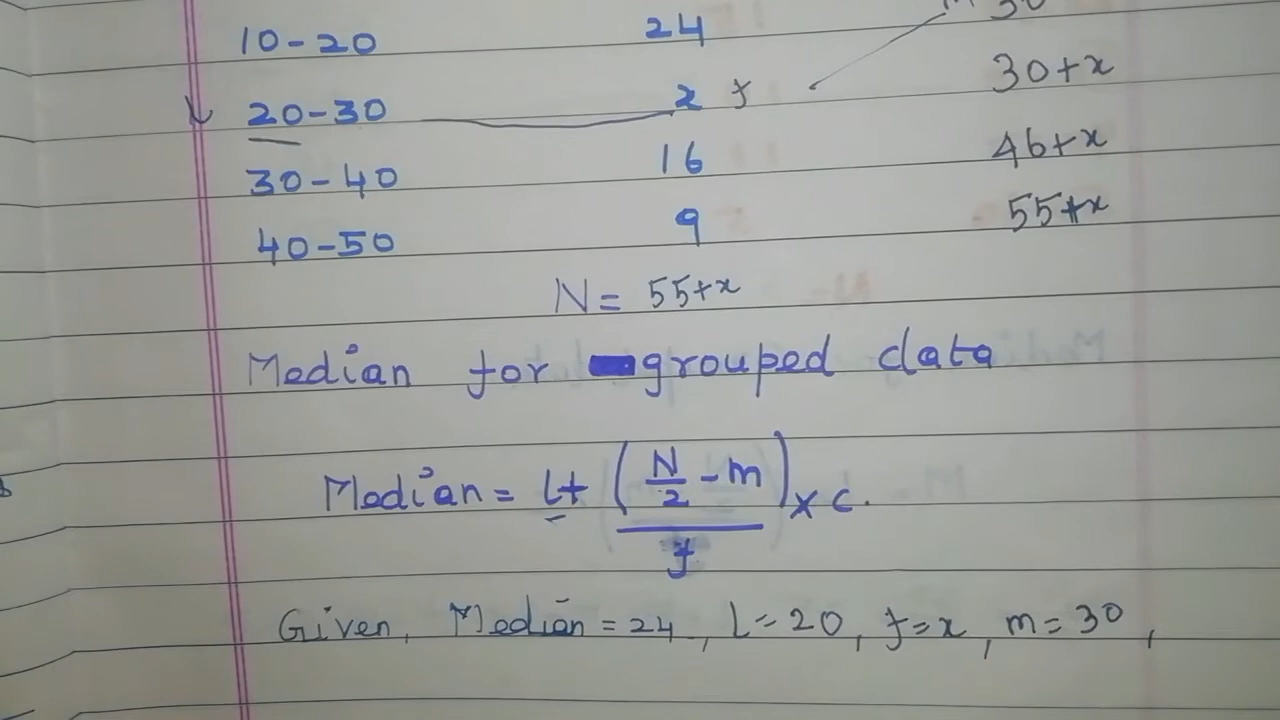 10-20 24 m 30
20-30 x f 30+x
30-40 16 46+x
40-50 9 55+x
N = 55+x
Median for grouped data
Median = l+ (N/2 - m)/f × c.
Given, Median = 24, l = 20, f = x, m = 30,